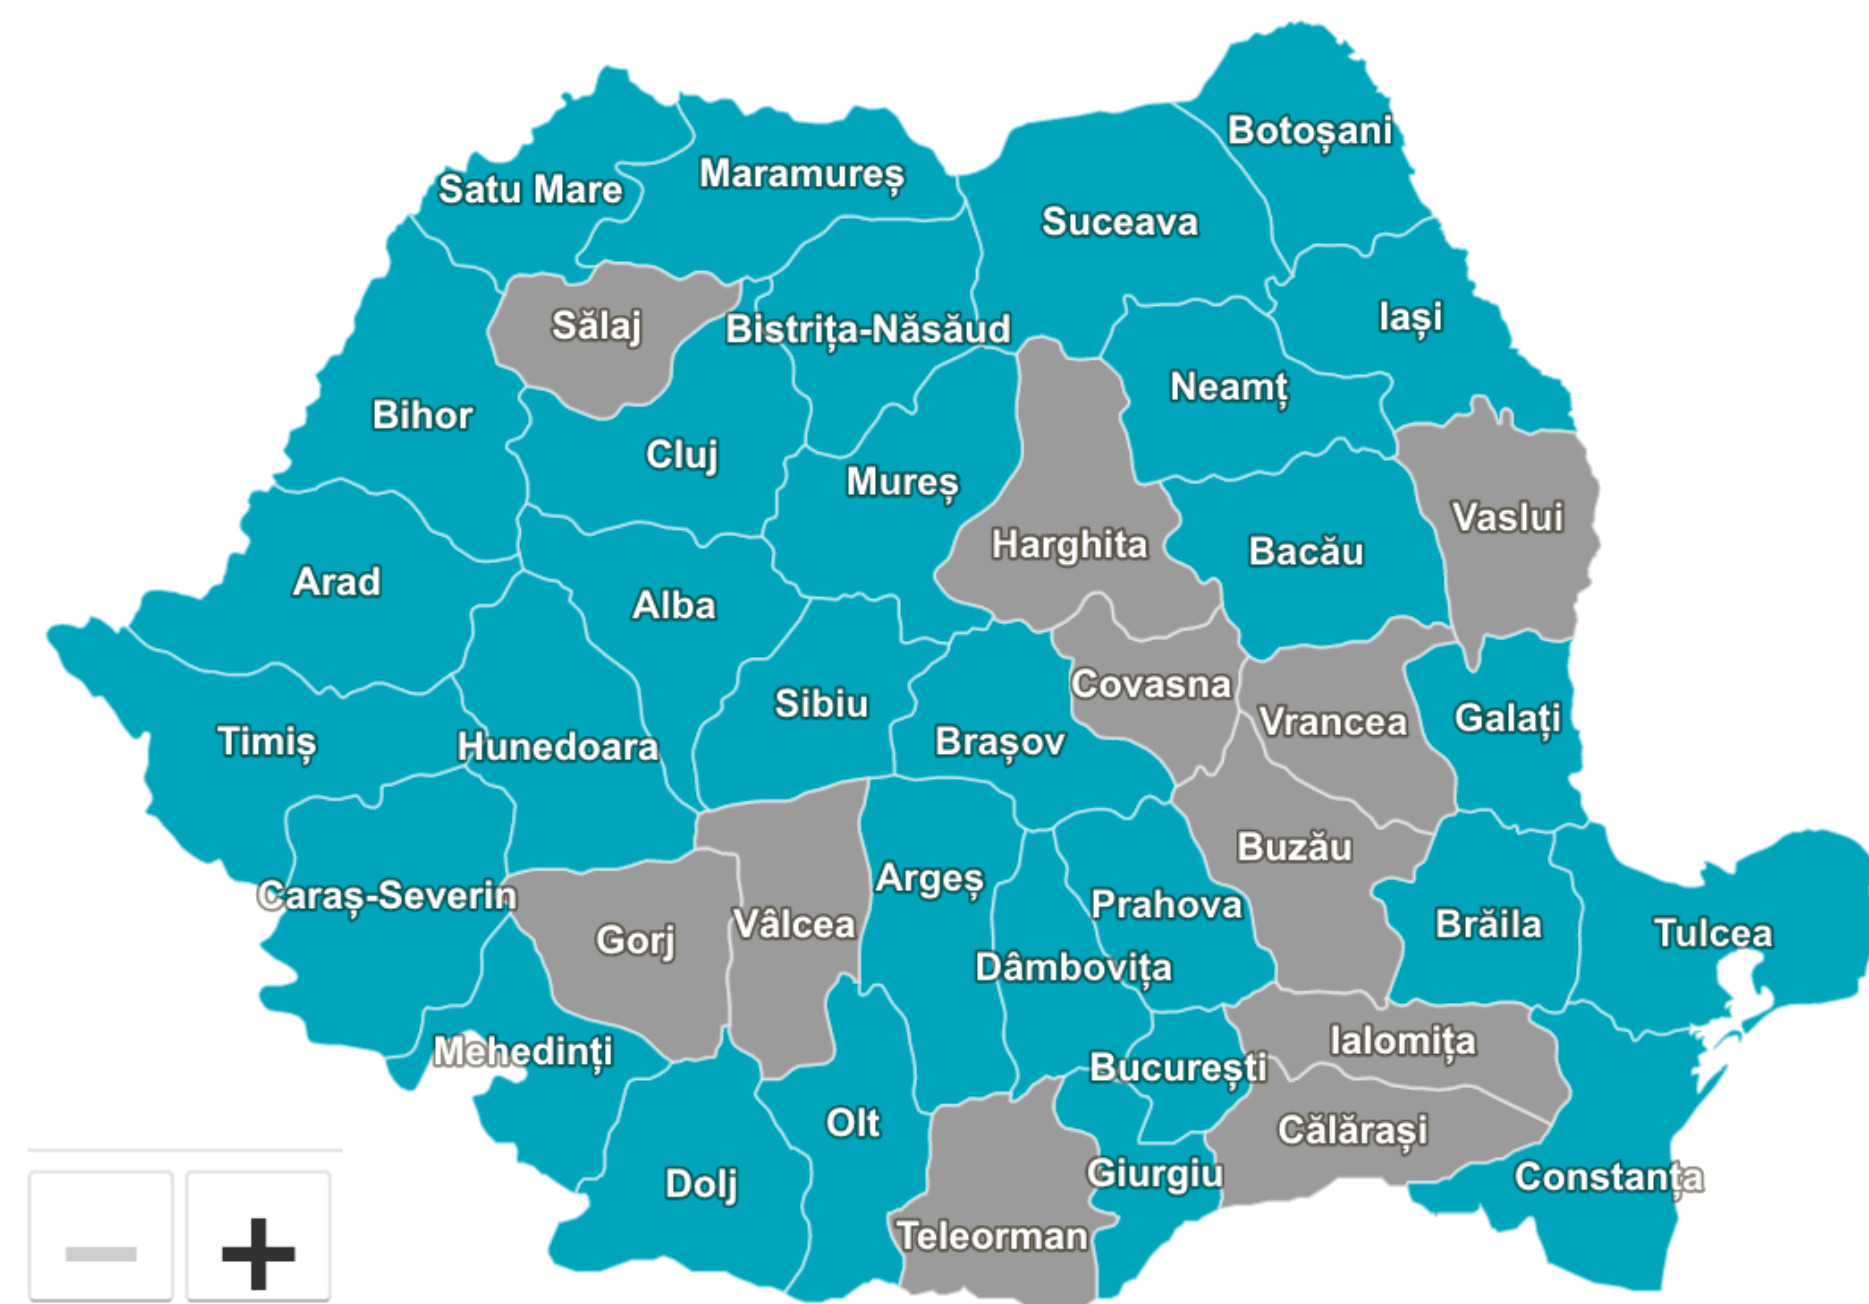 Botoșani
Satu Mare
Maramureș
Suceava
Sălaj
Bistrița-Năsăud
Iași
Bihor
Neamț
Cluj
Mureș
Vaslui
Harghita
Bacău
Arad
Alba
Covasna
Sibiu
Vrancea
Galați
Timiș
Hunedoara
Brașov
Buzău
Argeș
Caraș-Severin
Prahova
Vâlcea
Brăila
Tulcea
Gorj
Dâmbovița
Ialomița
Mehedinți
București
Olt
Călărași
Giurgiu
Constanța
Dolj
Teleorman
− +